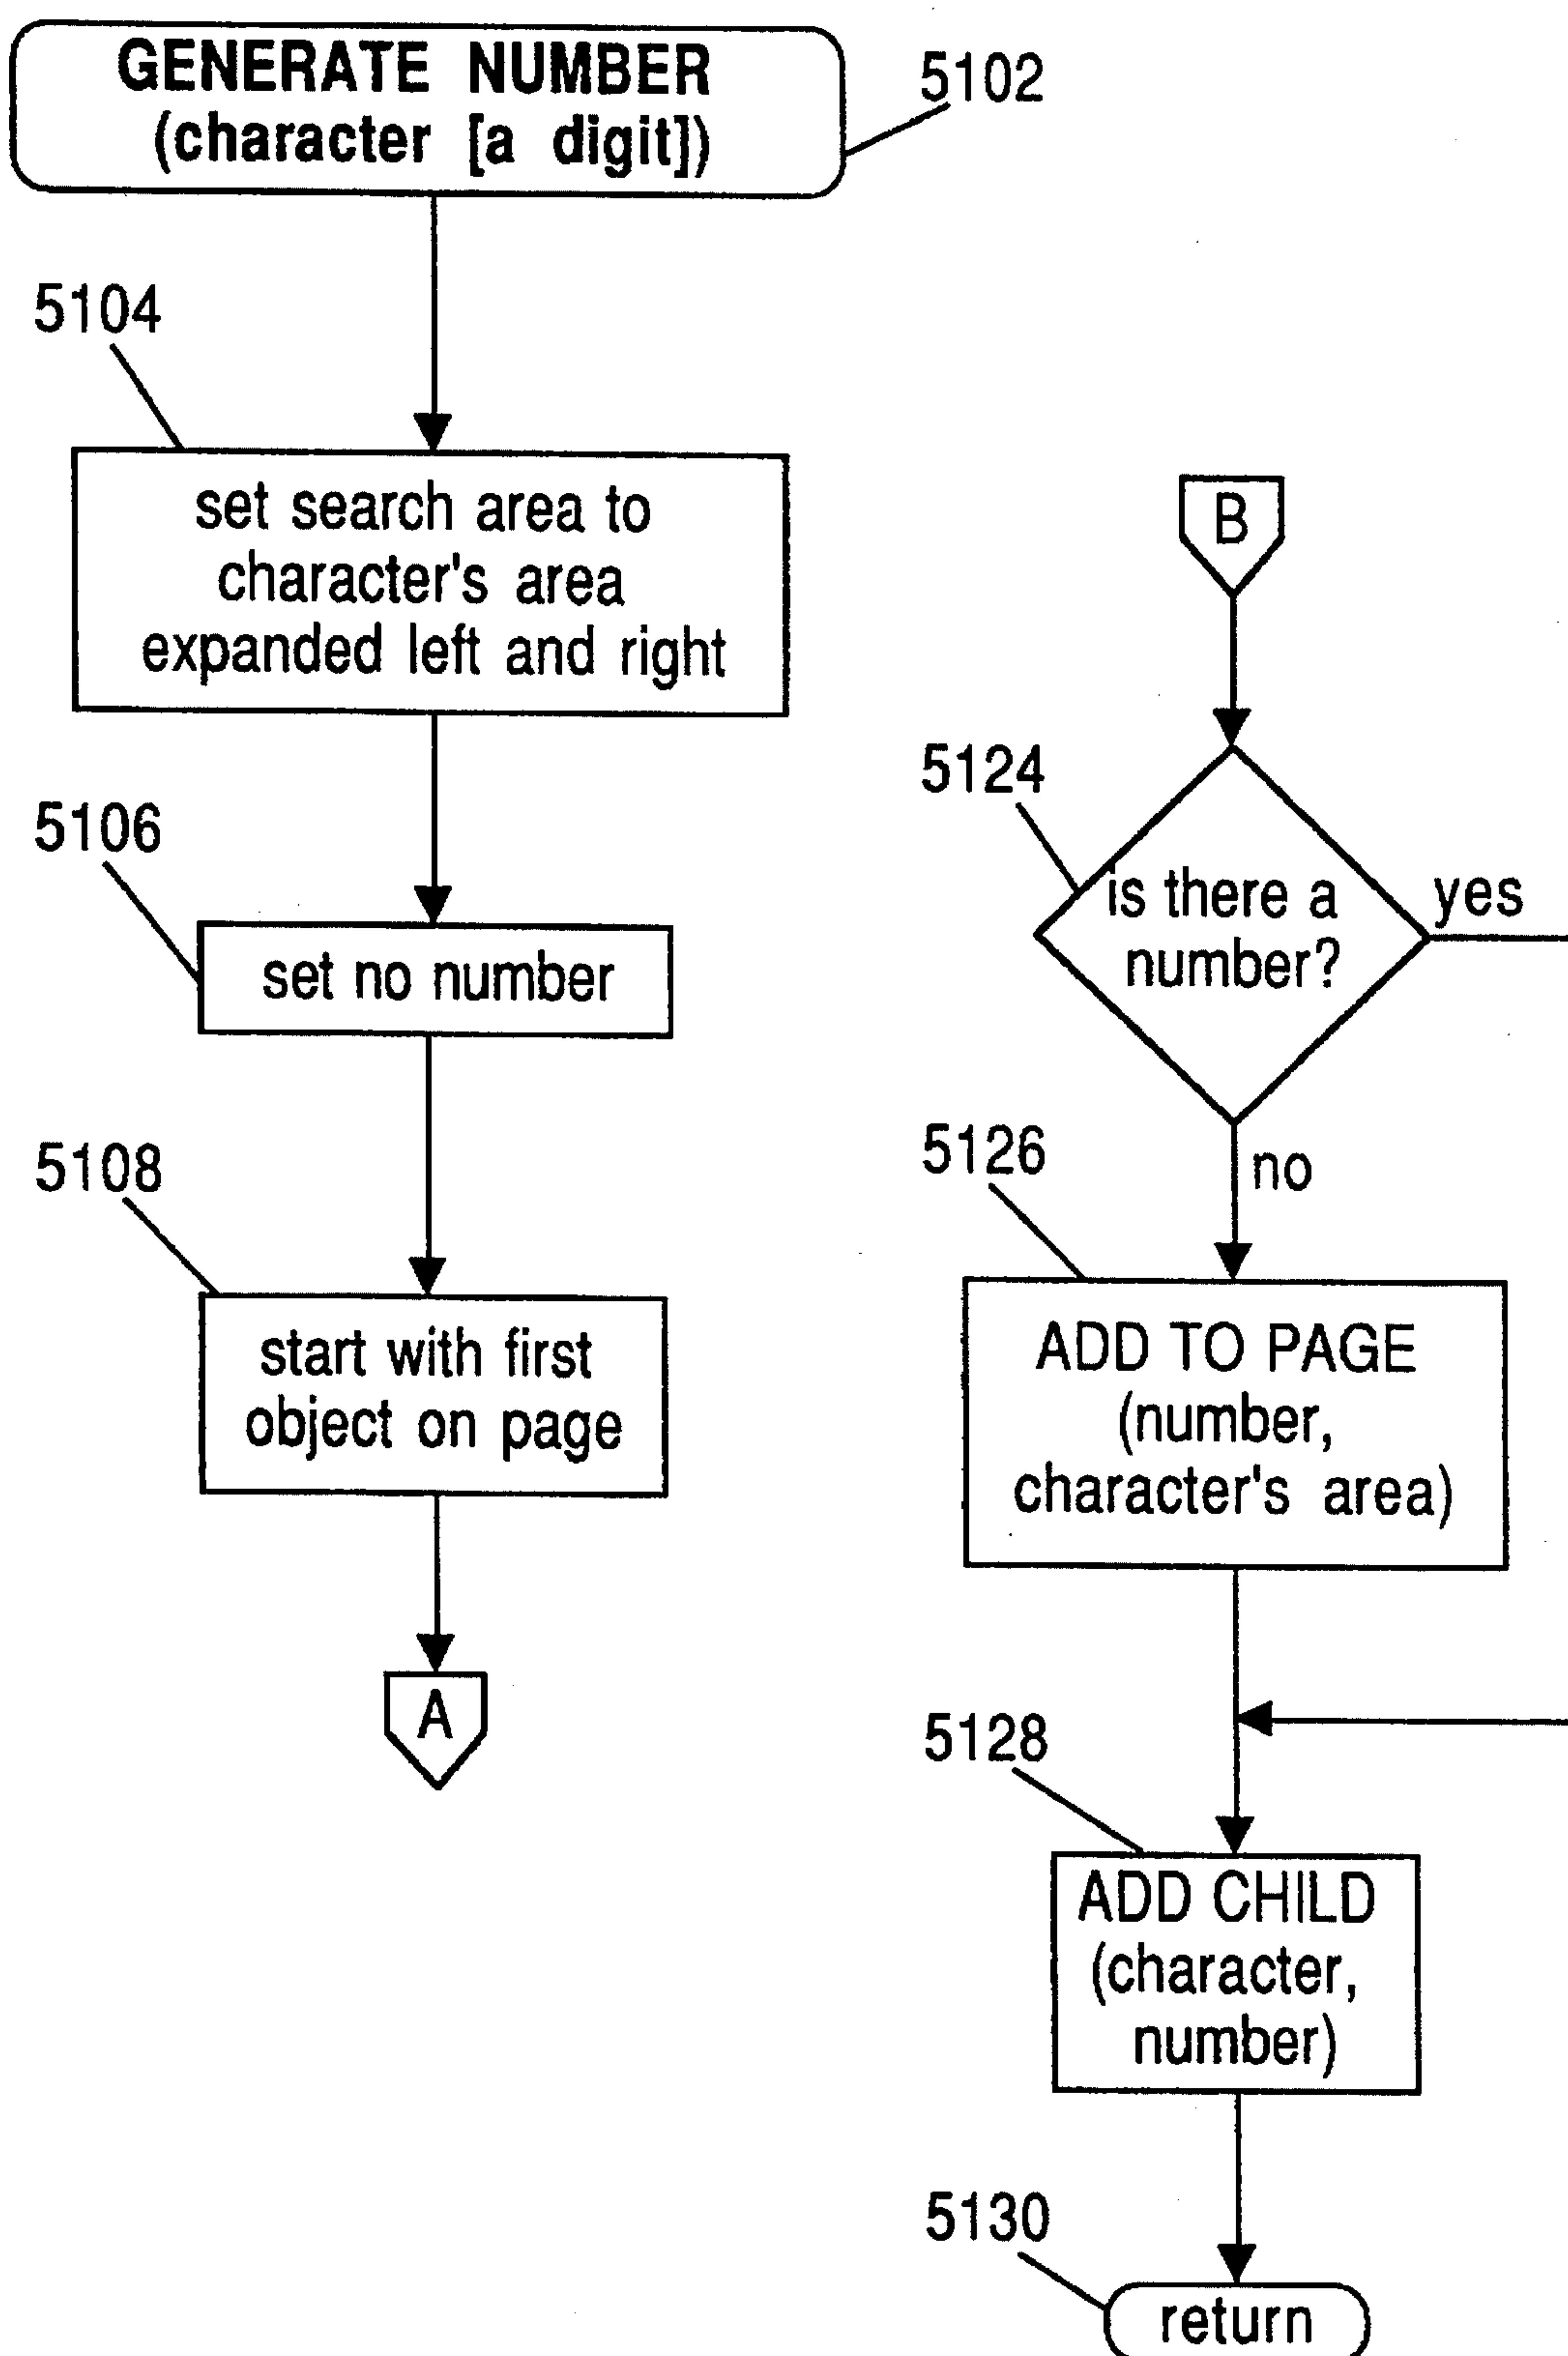 GENERATE NUMBER
(character [a digit])
5102
5104
set search area to
character's area
expanded left and right
5106
set no number
5108
start with first
object on page
A
B
5124
is there a
number?
yes
no
5126
ADD TO PAGE
(number,
character's area)
5128
ADD CHILD
(character,
number)
5130
return